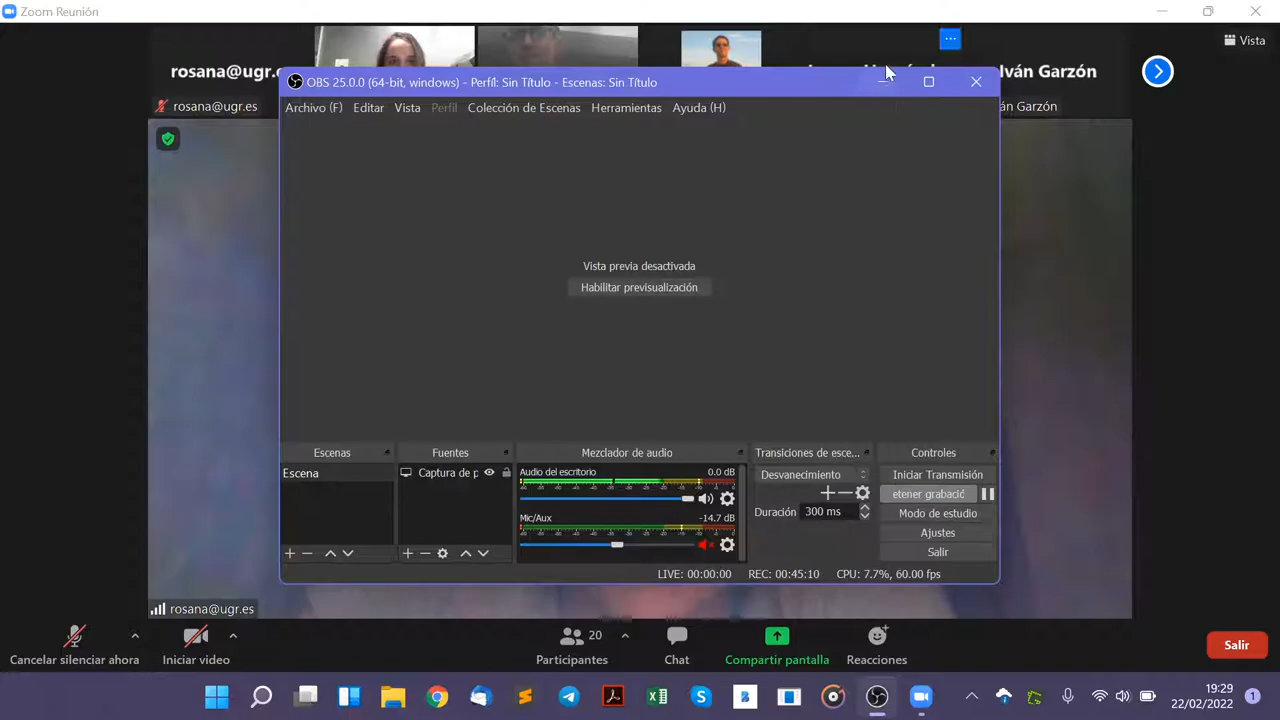 Zoom Reunión
Vista
rosana@ugr.e
Iván Garzón
rosana@ugr.es
án Garzón
OBS 25.0.0 (64-bit, windows) - Perfíl: Sin Título - Escenas: Sin Título
Archivo (F) Editar Vista Perfil Colección de Escenas Herramientas Ayuda (H)
Vista previa desactivada
Habilitar previsualización
Escenas
Fuentes
Mezclador de audio
Transiciones de esce...
Controles
Escena
Captura de p
Audio del escritorio 0.0 dB
Mic/Aux -14.7 dB
Desvanecimiento
Duración 300 ms
Iniciar Transmisión
etener grabació
Modo de estudio
Ajustes
Salir
LIVE: 00:00:00 REC: 00:45:10 CPU: 7.7%, 60.00 fps
rosana@ugr.es
20
Cancelar silenciar ahora
Iniciar video
Participantes
Chat
Compartir pantalla
Reacciones
Salir
19:29
22/02/2022
1